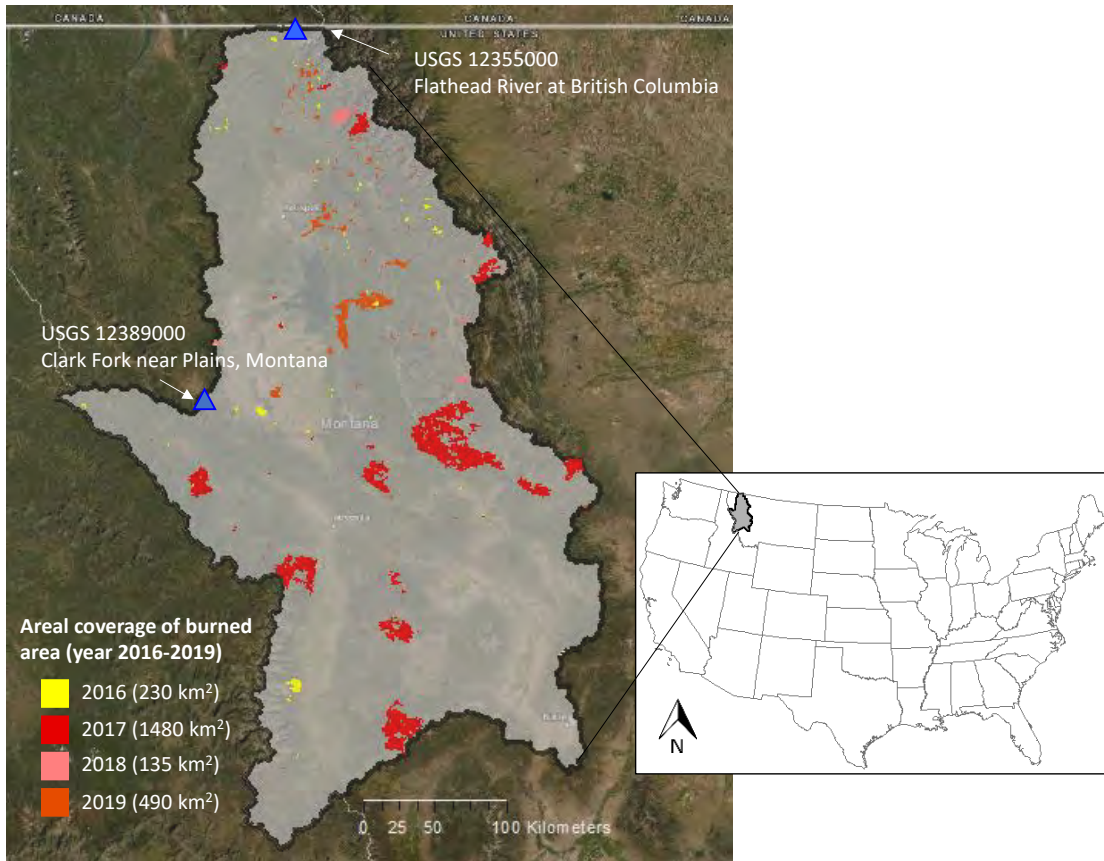 CANADA
CANADA
CANADA
UNITED STATES
USGS 12355000
Flathead River at British Columbia
USGS 12389000
Clark Fork near Plains, Montana
Montana
Areal coverage of burned
area (year 2016-2019)
2016 (230 km²)
2017 (1480 km²)
2018 (135 km²)
2019 (490 km²)
0 25 50 100 Kilometers
N